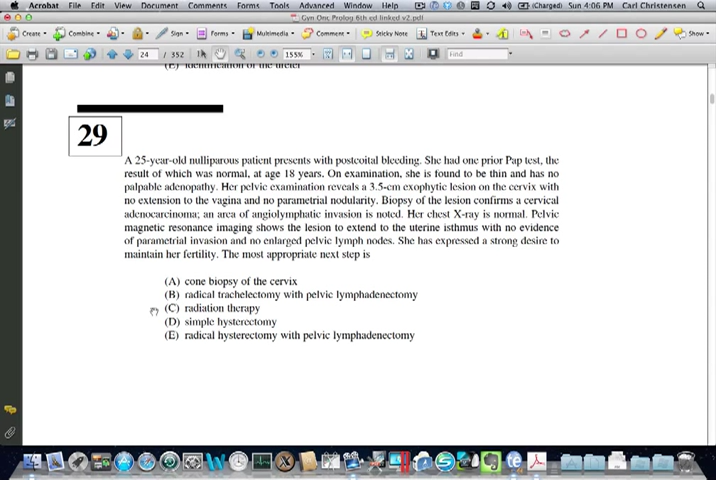 Acrobat File Edit View Document Comments Forms Tools Advanced Window Help (Charged) Sun 4:06 PM Carl Christensen
Gyn Onc Prolog 6th ed linked v2.pdf
Create Combine Sign Forms Multimedia Comment Sticky Note Text Edits Show
24 / 352 155% Find
(E) identification of the ureter
29
A 25-year-old nulliparous patient presents with postcoital bleeding. She had one prior Pap test, the
result of which was normal, at age 18 years. On examination, she is found to be thin and has no
palpable adenopathy. Her pelvic examination reveals a 3.5-cm exophytic lesion on the cervix with
no extension to the vagina and no parametrial nodularity. Biopsy of the lesion confirms a cervical
adenocarcinoma; an area of angiolymphatic invasion is noted. Her chest X-ray is normal. Pelvic
magnetic resonance imaging shows the lesion to extend to the uterine isthmus with no evidence
of parametrial invasion and no enlarged pelvic lymph nodes. She has expressed a strong desire to
maintain her fertility. The most appropriate next step is
(A) cone biopsy of the cervix
(B) radical trachelectomy with pelvic lymphadenectomy
(C) radiation therapy
(D) simple hysterectomy
(E) radical hysterectomy with pelvic lymphadenectomy